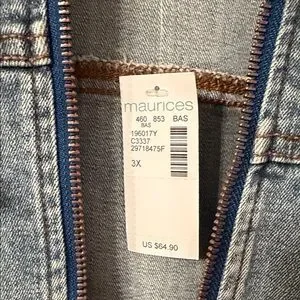 maurices
460 853 BAS
BAS
196017Y
C3337
29718475F
3X
US $64.90